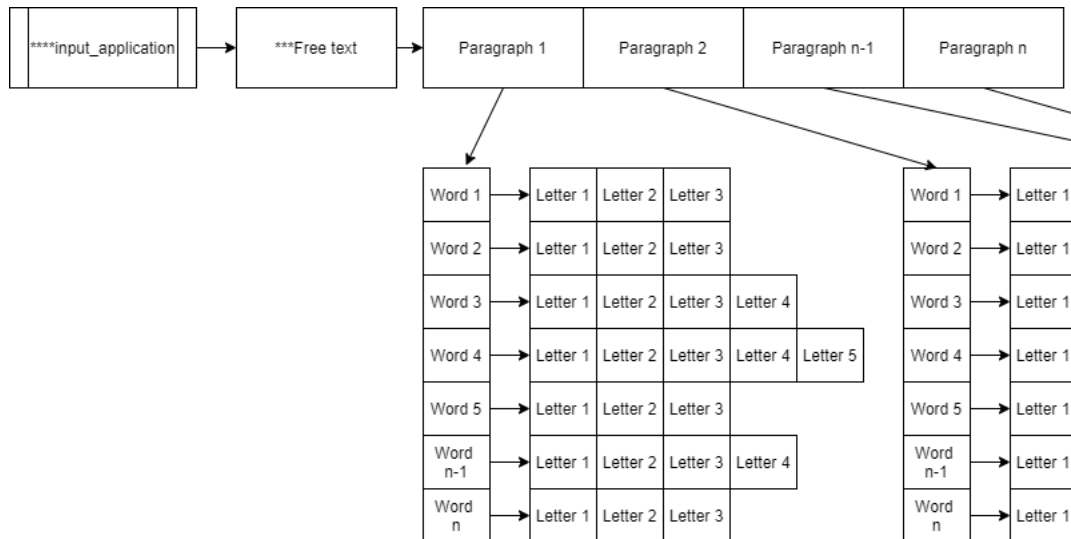 ****input_application
***Free text
Paragraph 1
Paragraph 2
Paragraph n-1
Paragraph n
Word 1
Letter 1
Letter 2
Letter 3
Word 2
Letter 1
Letter 2
Letter 3
Word 3
Letter 1
Letter 2
Letter 3
Letter 4
Word 4
Letter 1
Letter 2
Letter 3
Letter 4
Letter 5
Word 5
Letter 1
Letter 2
Letter 3
Word
n-1
Letter 1
Letter 2
Letter 3
Letter 4
Word
n
Letter 1
Letter 2
Letter 3
Word 1
Letter 1
Word 2
Letter 1
Word 3
Letter 1
Word 4
Letter 1
Word 5
Letter 1
Word
n-1
Letter 1
Word
n
Letter 1